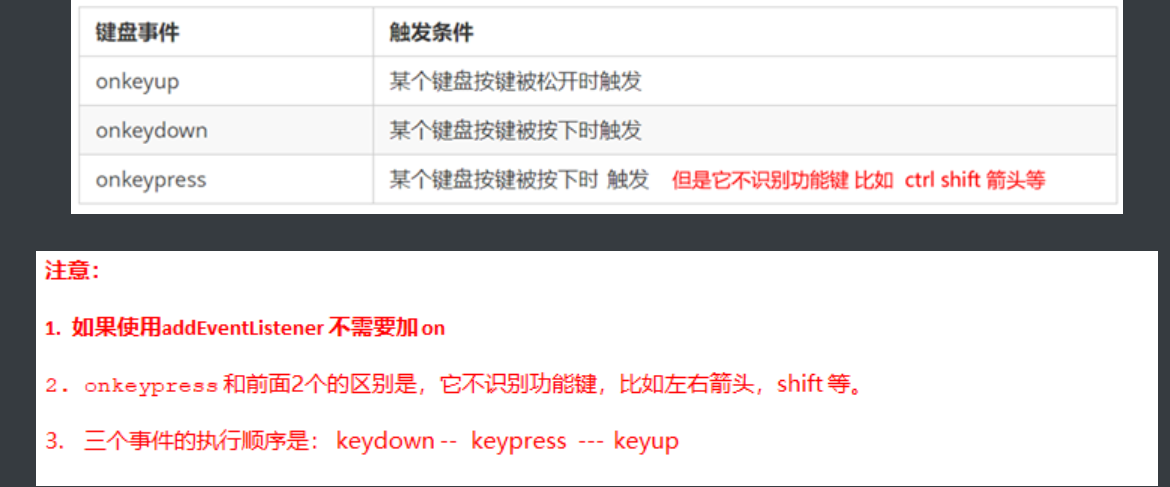 键盘事件 触发条件
onkeyup 某个键盘按键被松开时触发
onkeydown 某个键盘按键被按下时触发
onkeypress 某个键盘按键被按下时 触发 但是它不识别功能键 比如 ctrl shift 箭头等
注意：
1. 如果使用addEventListener 不需要加 on
2. onkeypress 和前面2个的区别是，它不识别功能键，比如左右箭头，shift 等。
3. 三个事件的执行顺序是： keydown -- keypress --- keyup